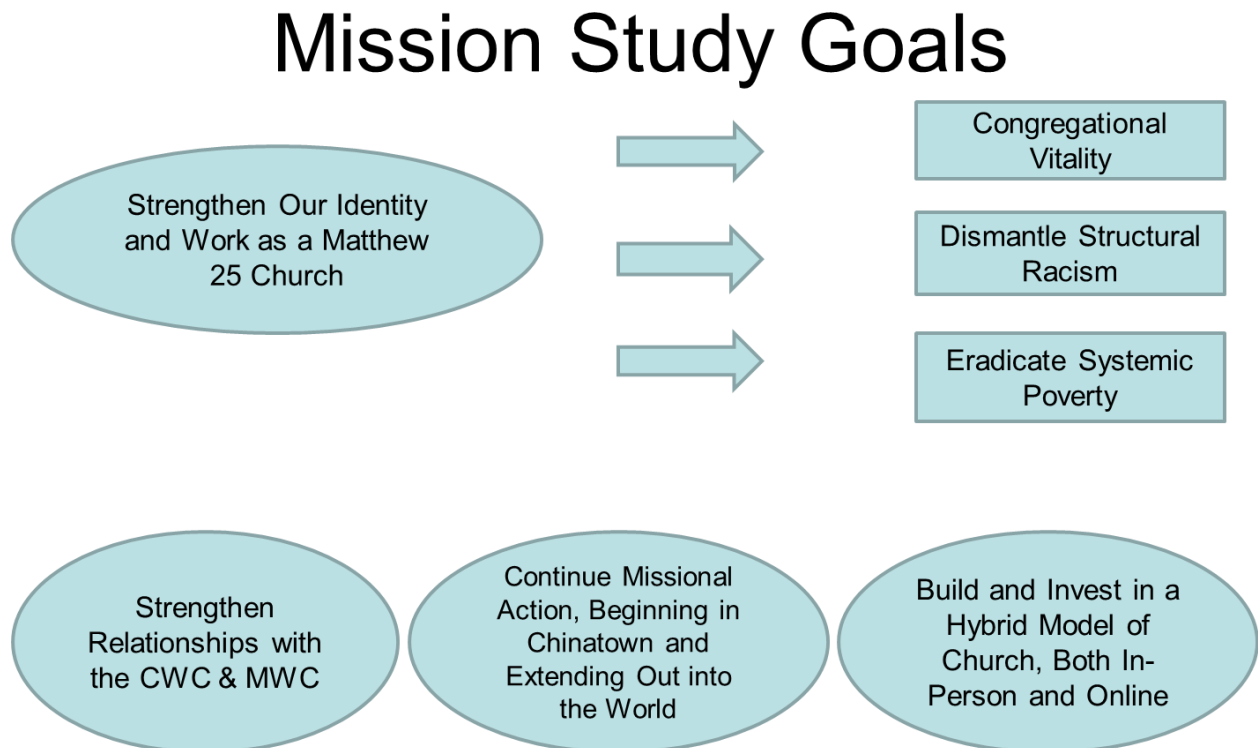 Mission Study Goals
Strengthen Our Identity
and Work as a Matthew
25 Church
Congregational
Vitality
Dismantle Structural
Racism
Eradicate Systemic
Poverty
Strengthen
Relationships with
the CWC & MWC
Continue Missional
Action, Beginning in
Chinatown and
Extending Out into
the World
Build and Invest in a
Hybrid Model of
Church, Both In-
Person and Online